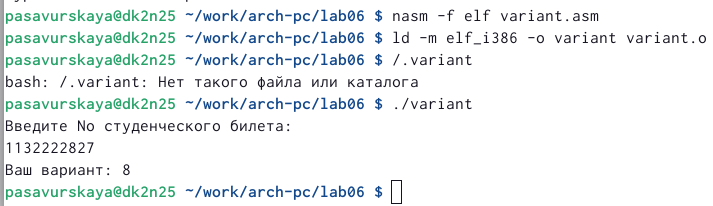 pasavurskaya@dk2n25 ~/work/arch-pc/lab06 $ nasm -f elf variant.asm
pasavurskaya@dk2n25 ~/work/arch-pc/lab06 $ ld -m elf_i386 -o variant variant.o
pasavurskaya@dk2n25 ~/work/arch-pc/lab06 $ /.variant
bash: /.variant: Нет такого файла или каталога
pasavurskaya@dk2n25 ~/work/arch-pc/lab06 $ ./variant
Введите No студенческого билета:
1132222827
Ваш вариант: 8
pasavurskaya@dk2n25 ~/work/arch-pc/lab06 $